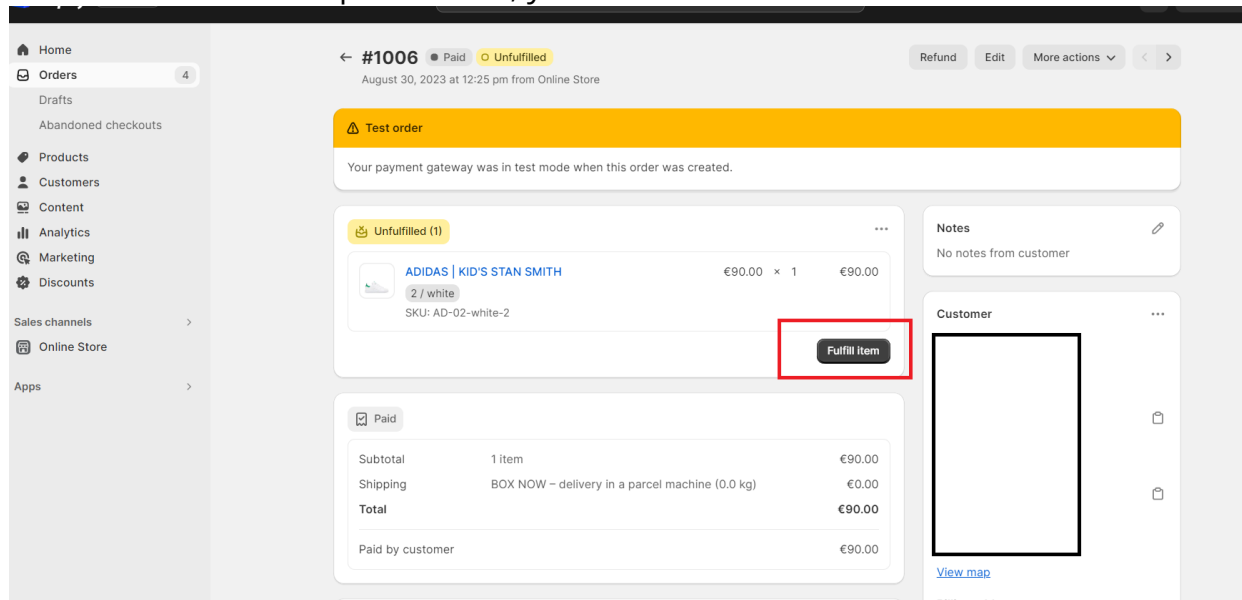 Home
Orders 4
Drafts
Abandoned checkouts
Products
Customers
Content
Analytics
Marketing
Discounts
Sales channels
Online Store
Apps
#1006 Paid Unfulfilled
Refund Edit More actions
August 30, 2023 at 12:25 pm from Online Store
Test order
Your payment gateway was in test mode when this order was created.
Unfulfilled (1)
ADIDAS | KID'S STAN SMITH €90.00 × 1 €90.00
2 / white
SKU: AD-02-white-2
Fulfill item
Paid
Subtotal 1 item €90.00
Shipping BOX NOW – delivery in a parcel machine (0.0 kg) €0.00
Total €90.00
Paid by customer €90.00
Notes
No notes from customer
Customer
View map